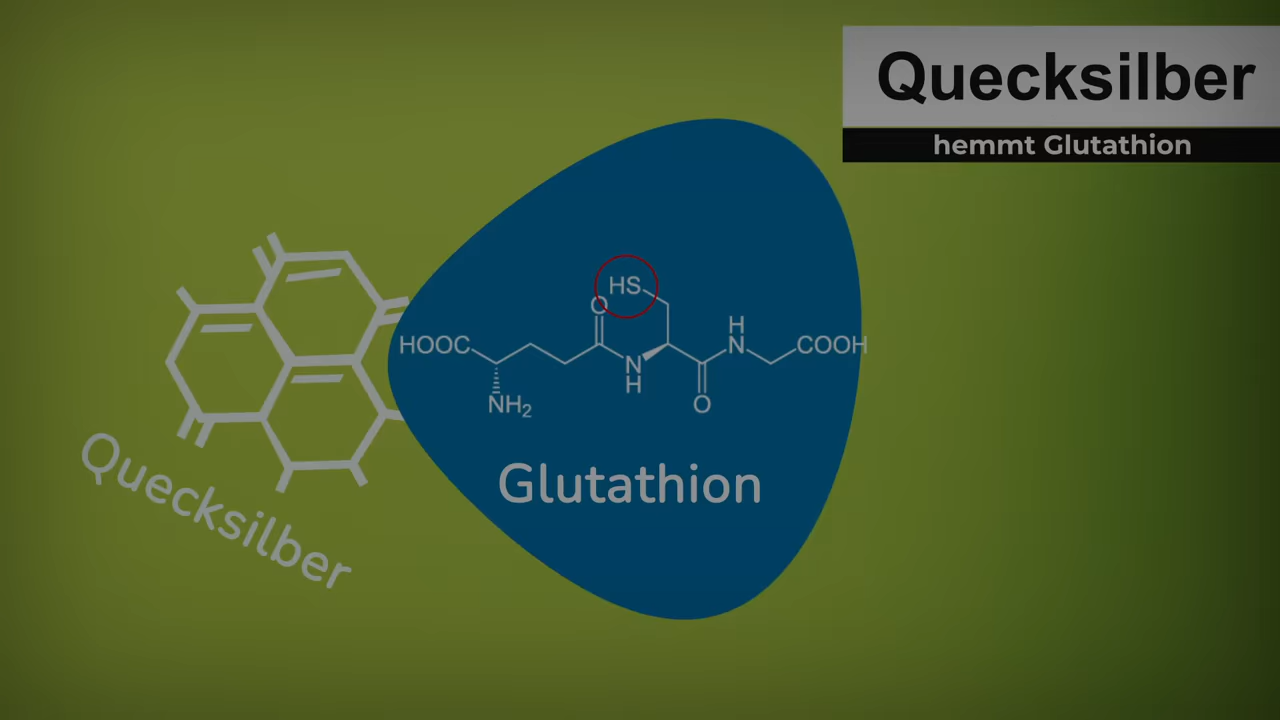 Quecksilber
hemmt Glutathion
HS
O
H
HOOC
N
COOH
N
H
NH2
O
Glutathion
Quecksilber